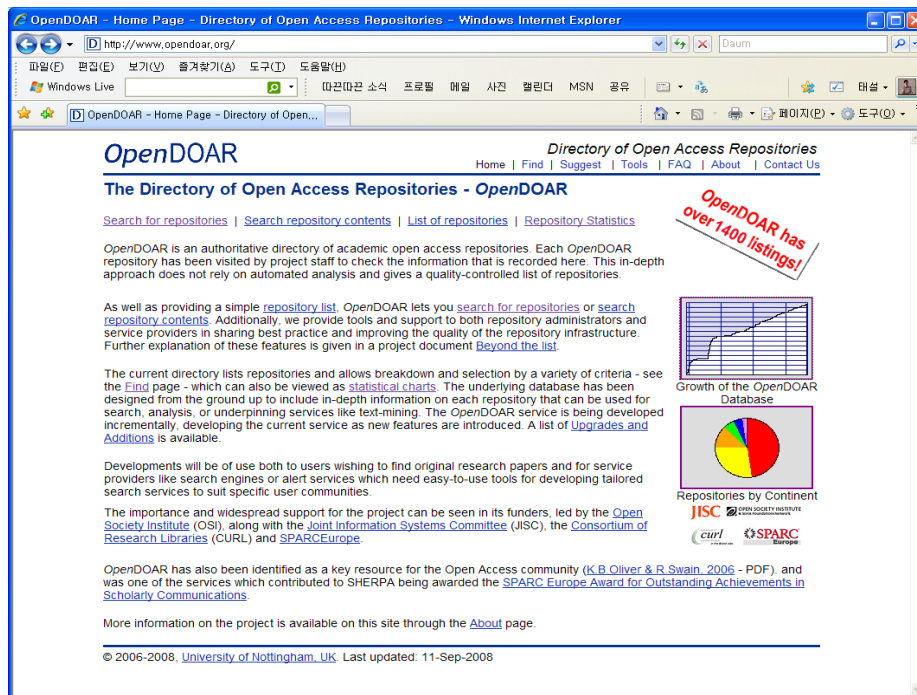 OpenDOAR - Home Page - Directory of Open Access Repositories - Windows Internet Explorer
http://www.opendoar.org/
Daum
파일(F) 편집(E) 보기(V) 즐겨찾기(A) 도구(T) 도움말(H)
Windows Live
따끈따끈 소식 프로필 메일 사전 캘린더 MSN 공유
태설
OpenDOAR - Home Page - Directory of Open...
페이지(P) 도구(O)
OpenDOAR
Directory of Open Access Repositories
Home | Find | Suggest | Tools | FAQ | About | Contact Us
The Directory of Open Access Repositories - OpenDOAR
OpenDOAR has
over 1400 listings!
Search for repositories | Search repository contents | List of repositories | Repository Statistics
OpenDOAR is an authoritative directory of academic open access repositories. Each OpenDOAR
repository has been visited by project staff to check the information that is recorded here. This in-depth
approach does not rely on automated analysis and gives a quality-controlled list of repositories.
As well as providing a simple repository list, OpenDOAR lets you search for repositories or search
repository contents. Additionally, we provide tools and support to both repository administrators and
service providers in sharing best practice and improving the quality of the repository infrastructure.
Further explanation of these features is given in a project document Beyond the list.
The current directory lists repositories and allows breakdown and selection by a variety of criteria - see
the Find page - which can also be viewed as statistical charts. The underlying database has been
designed from the ground up to include in-depth information on each repository that can be used for
search, analysis, or underpinning services like text-mining. The OpenDOAR service is being developed
incrementally, developing the current service as new features are introduced. A list of Upgrades and
Additions is available.
Growth of the OpenDOAR
Database
Developments will be of use both to users wishing to find original research papers and for service
providers like search engines or alert services which need easy-to-use tools for developing tailored
search services to suit specific user communities.
Repositories by Continent
The importance and widespread support for the project can be seen in its funders, led by the Open
Society Institute (OSI), along with the Joint Information Systems Committee (JISC), the Consortium of
Research Libraries (CURL) and SPARCEurope.
JISC OPEN SOCIETY INSTITUTE
curl SPARC
Europe
OpenDOAR has also been identified as a key resource for the Open Access community (K.B.Oliver & R.Swain, 2006 - PDF). and
was one of the services which contributed to SHERPA being awarded the SPARC Europe Award for Outstanding Achievements in
Scholarly Communications.
More information on the project is available on this site through the About page.
© 2006-2008, University of Nottingham, UK. Last updated: 11-Sep-2008